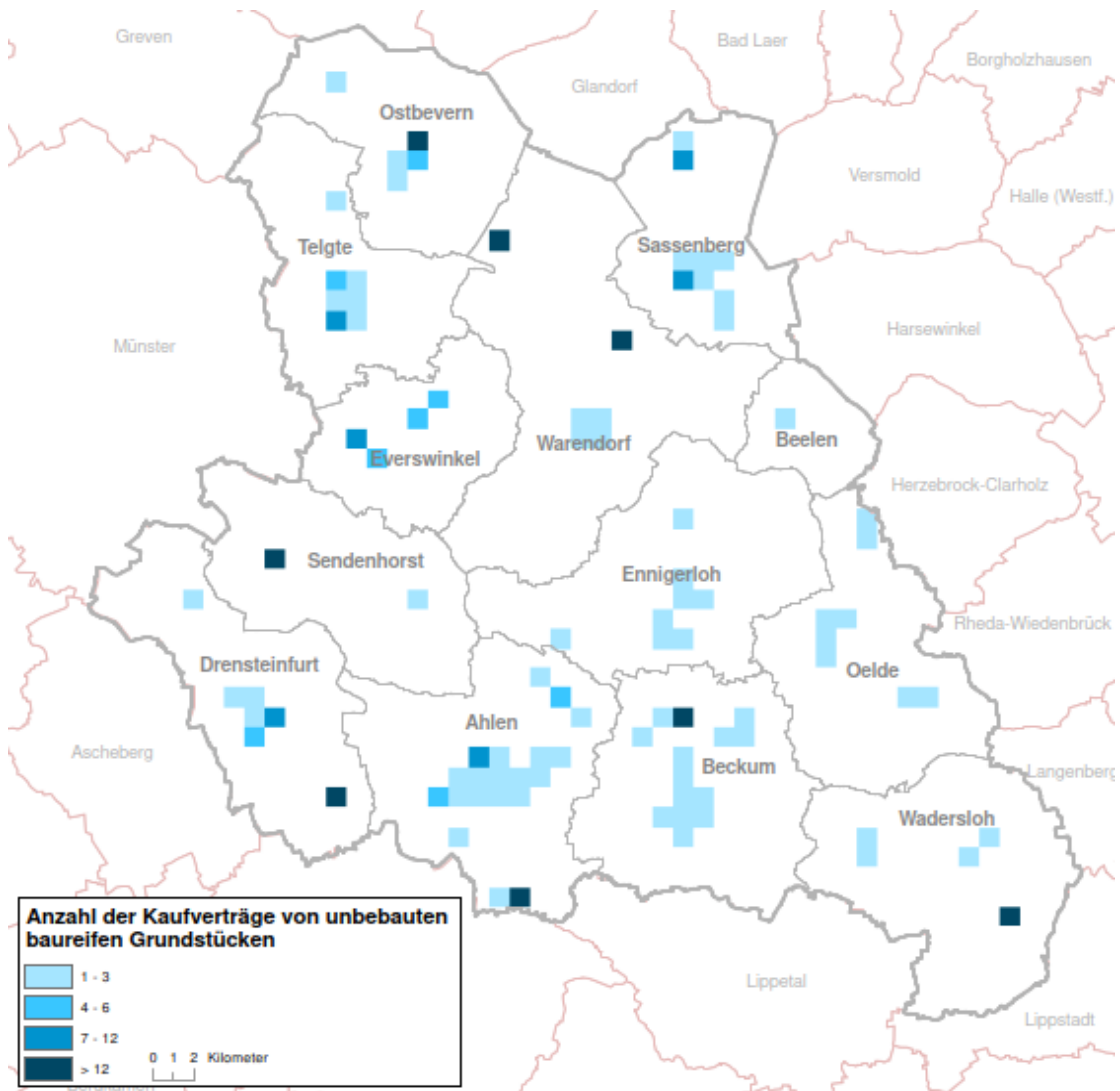 Greven
Bad Laer
Borgholzhausen
Glandorf
Ostbevern
Versmold
Halle (Westf.)
Telgte
Sassenberg
Harsewinkel
Münster
Warendorf
Beelen
Everswinkel
Herzebrock-Clarholz
Sendenhorst
Ennigerloh
Rheda-Wiedenbrück
Drensteinfurt
Oelde
Ahlen
Ascheberg
Beckum
Langenberg
Wadersloh
Anzahl der Kaufverträge von unbebauten
baureifen Grundstücken
1 - 3
4 - 6
7 - 12
> 12
0 1 2 Kilometer
Lippetal
Lippstadt